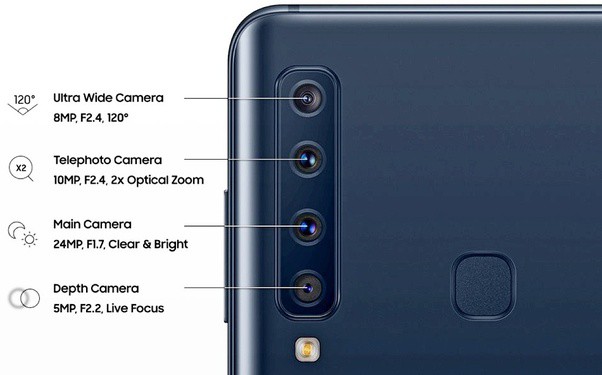 120°
Ultra Wide Camera
8MP, F2.4, 120°
X2
Telephoto Camera
10MP, F2.4, 2x Optical Zoom
Main Camera
24MP, F1.7, Clear & Bright
Depth Camera
5MP, F2.2, Live Focus